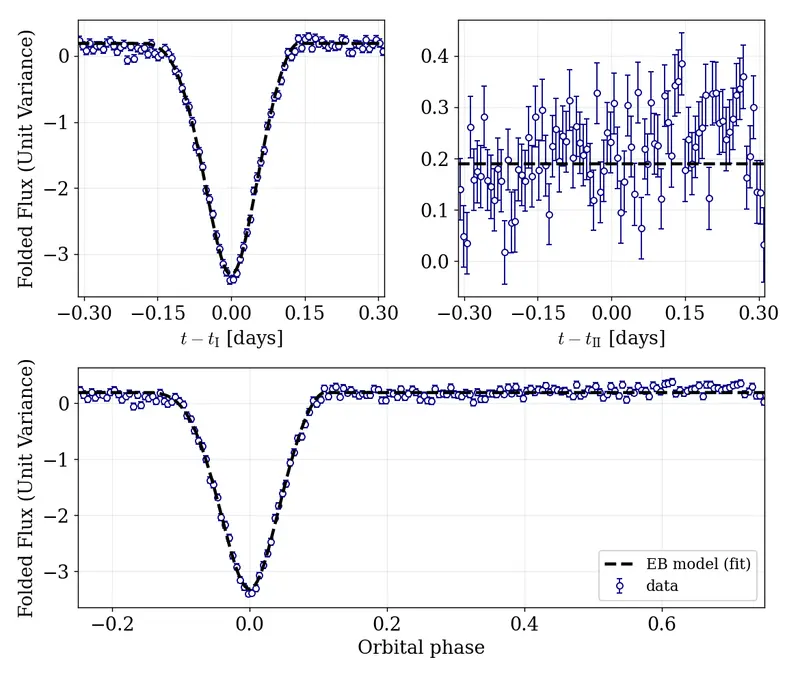 Folded Flux (Unit Variance)
0
−1
−2
−3
−0.30 −0.15 0.00 0.15 0.30
t − tI [days]
0.4
0.3
0.2
0.1
0.0
−0.30 −0.15 0.00 0.15 0.30
t − tII [days]
Folded Flux (Unit Variance)
0
−1
−2
−3
EB model (fit)
data
−0.2 0.0 0.2 0.4 0.6
Orbital phase